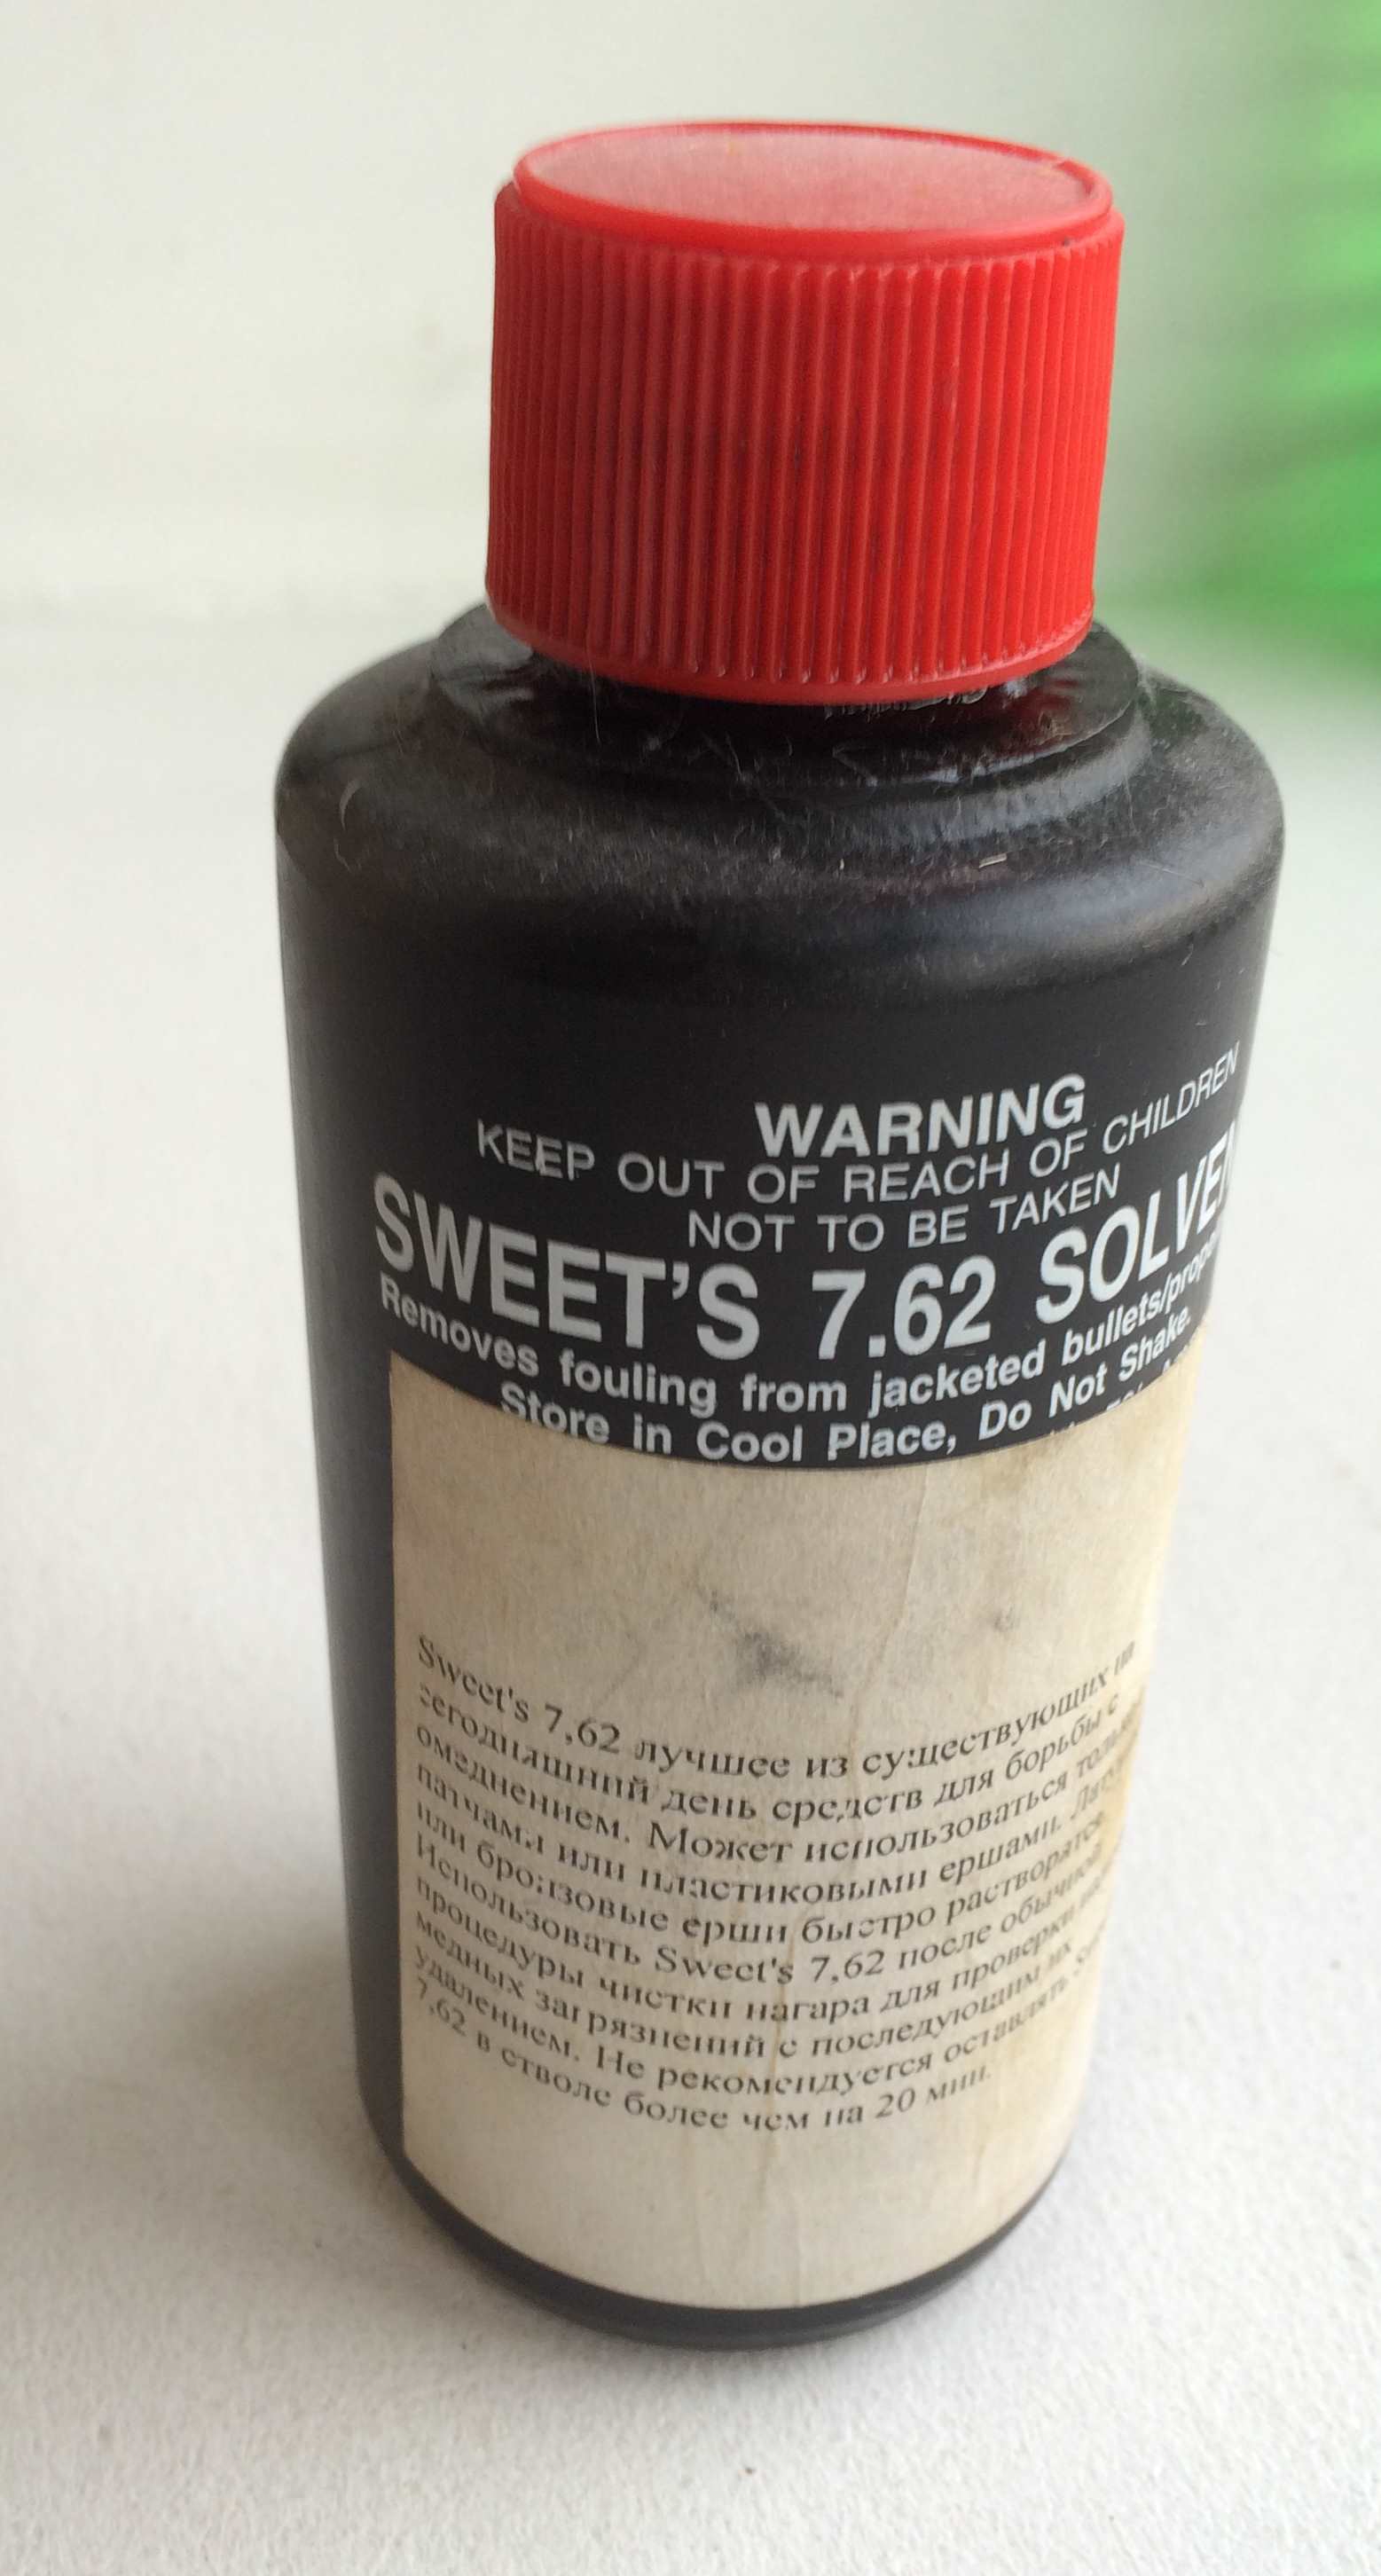 WARNING
KEEP OUT OF REACH OF CHILDREN
NOT TO BE TAKEN
SWEET'S 7.62
Removes fouling from jacketed
Store in Cool Place, Do Not Shake.
Sweet's 7,62 лучшее из существующих на
сегодняшний день средств для борьбы с
омеднением. Может использоваться только
патчами или пластиковыми ершами.
или бронзовые ерши быстро растворятся.
Использовать Sweet's 7,62 после обычной
процедуры чистки нагара для проверки
медных загрязнений с последующим их
удалением. Не рекомендуется оставлять
7,62 в стволе более чем на 20 мин.